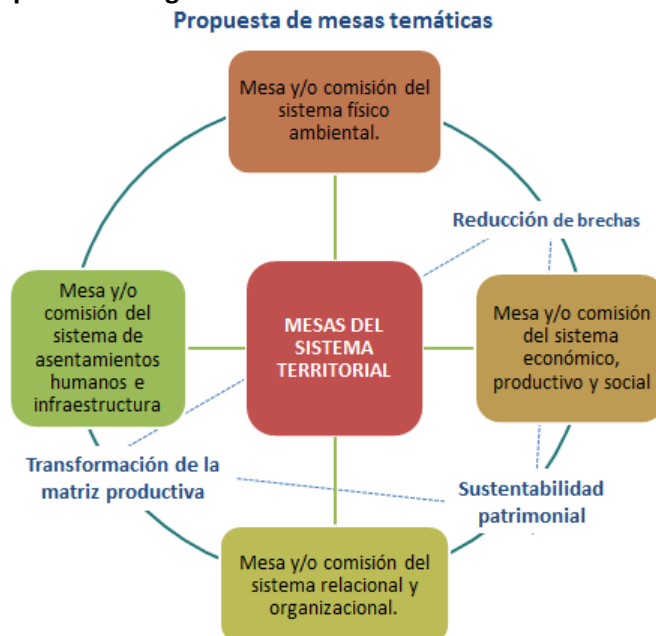 Propuesta de mesas temáticas
Mesa y/o comisión del
sistema físico
ambiental.
Reducción de brechas
Mesa y/o
comisión del
sistema de
asentamientos
humanos e
infraestructura
MESAS DEL
SISTEMA
TERRITORIAL
Mesa y/o comisión
del sistema
económico,
productivo y social
Transformación de la
matriz productiva
Sustentabilidad
patrimonial
Mesa y/o comisión del
sistema relacional y
organizacional.